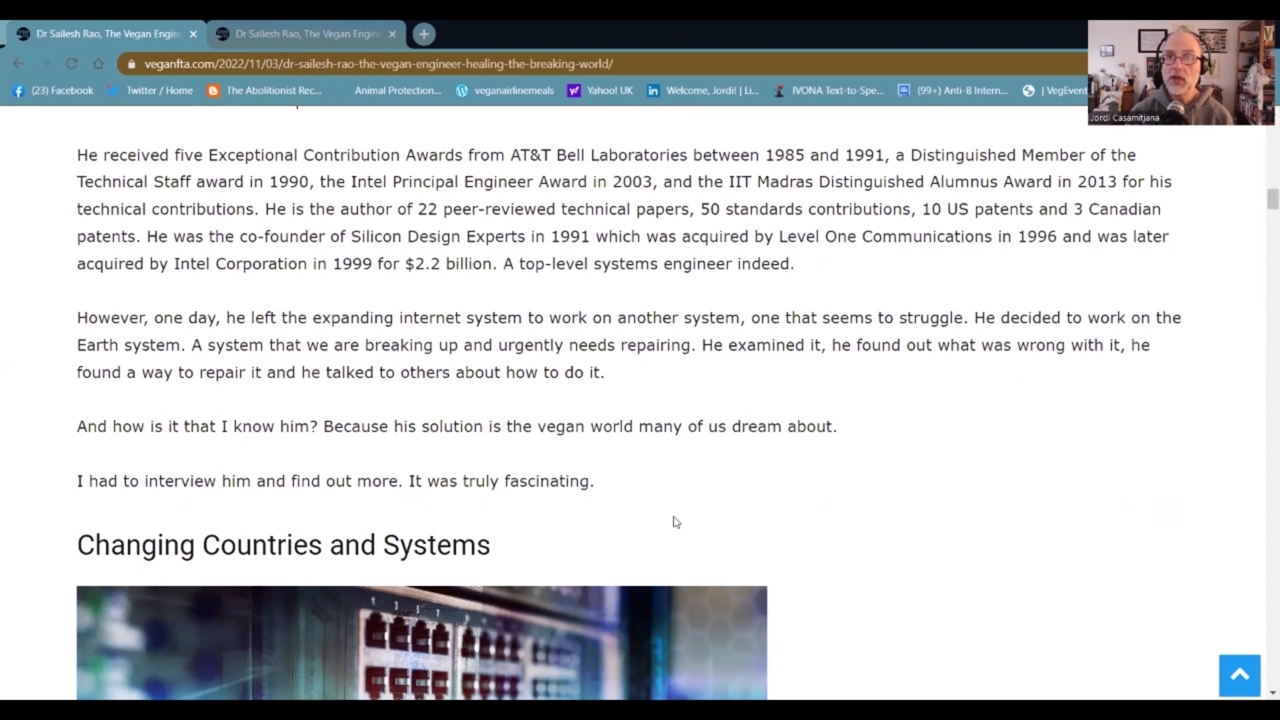 Dr Sailesh Rao, The Vegan Engin
Dr Sailesh Rao, The Vegan Engin
veganfta.com/2022/11/03/dr-sailesh-rao-the-vegan-engineer-healing-the-breaking-world/
(23) Facebook Twitter / Home The Abolitionist Rec... Animal Protection... veganairlinemeals Yahoo! UK Welcome, Jordi! | Li... IVONA Text-to-Spe... (99+) Anti-B Intern... | VegEvent
Jordi Casamitjana
He received five Exceptional Contribution Awards from AT&T Bell Laboratories between 1985 and 1991, a Distinguished Member of the
Technical Staff award in 1990, the Intel Principal Engineer Award in 2003, and the IIT Madras Distinguished Alumnus Award in 2013 for his
technical contributions. He is the author of 22 peer-reviewed technical papers, 50 standards contributions, 10 US patents and 3 Canadian
patents. He was the co-founder of Silicon Design Experts in 1991 which was acquired by Level One Communications in 1996 and was later
acquired by Intel Corporation in 1999 for $2.2 billion. A top-level systems engineer indeed.
However, one day, he left the expanding internet system to work on another system, one that seems to struggle. He decided to work on the
Earth system. A system that we are breaking up and urgently needs repairing. He examined it, he found out what was wrong with it, he
found a way to repair it and he talked to others about how to do it.
And how is it that I know him? Because his solution is the vegan world many of us dream about.
I had to interview him and find out more. It was truly fascinating.
Changing Countries and Systems
1 3 5 7